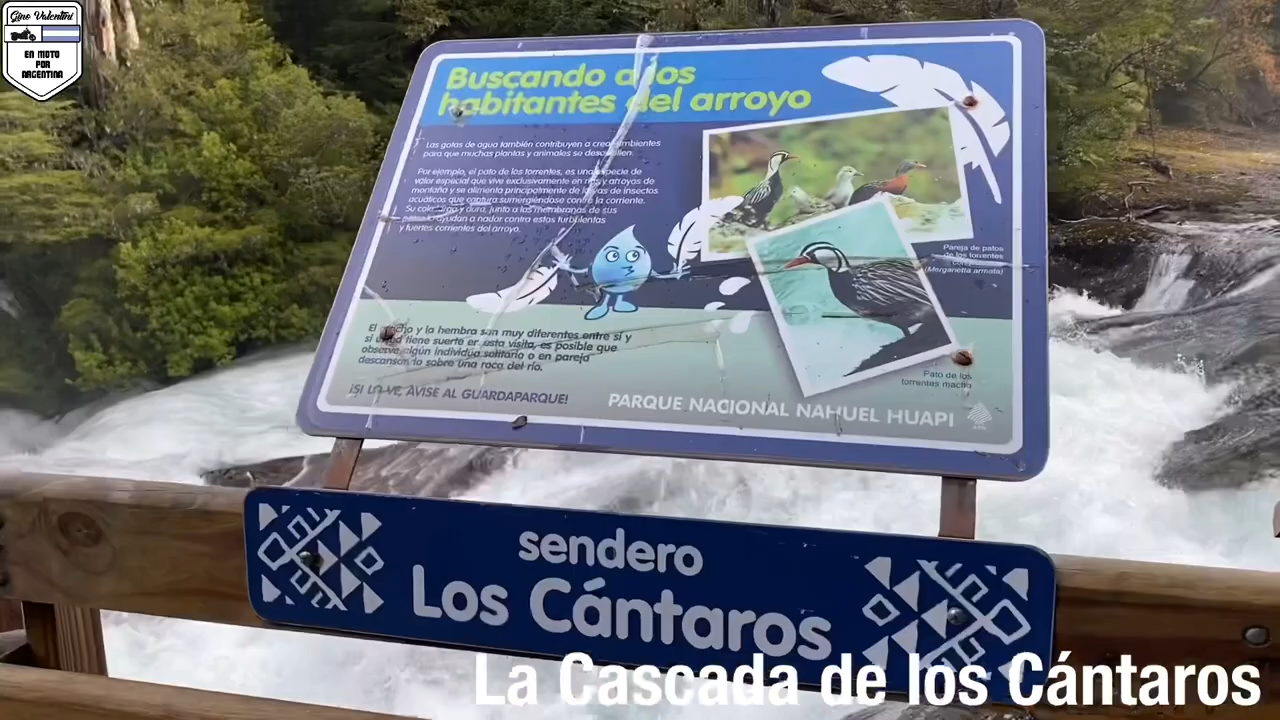 Gino Valentini
EN MOTO
POR
ARGENTINA
Buscando a los
habitantes del arroyo
Las gotas de agua también contribuyen a crear ambientes
para que muchas plantas y animales se desarrollen.
Por ejemplo, el pato de los torrentes, es una especie de
valor especial que vive exclusivamente en ríos y arroyos de
montaña y se alimenta principalmente de larvas de insectos
acuáticos que captura sumergiéndose contra la corriente.
Su cola larga y dura, junto a las membranas de sus
ayudan a nadar contra estas turbulentas
y fuertes corrientes del arroyo.
Pareja de patos
de los torrentes
(Merganetta armata)
El macho y la hembra son muy diferentes entre sí y
si usted tiene suerte en esta visita, es posible que
observe algún individuo solitario o en pareja
descansando sobre una roca del río.
Pato de los
torrentes macho
¡SI LO VE, AVISE AL GUARDAPARQUE!
PARQUE NACIONAL NAHUEL HUAPI
sendero
Los Cántaros
La Cascada de los Cántaros